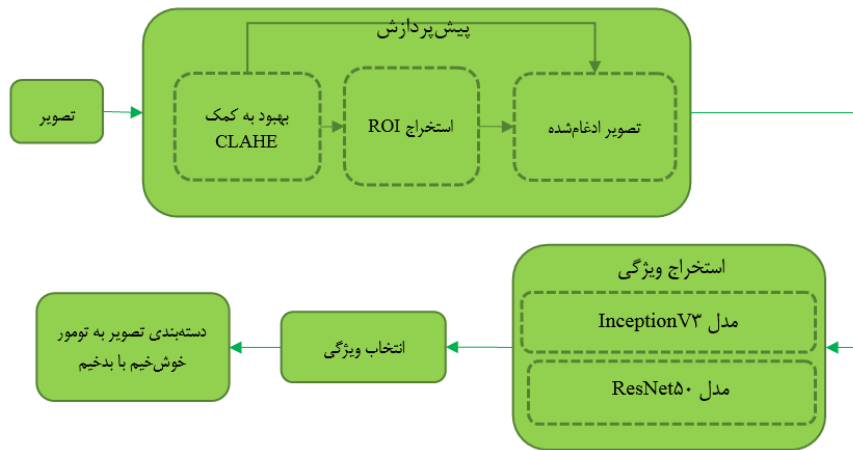 پیش‌پردازش
تصویر
بهبود به کمک
CLAHE
استخراج ROI
تصویر ادغام‌شده
استخراج ویژگی
مدل InceptionV۳
مدل ResNet۵۰
انتخاب ویژگی
دسته‌بندی تصویر به تومور
خوش‌خیم با بدخیم